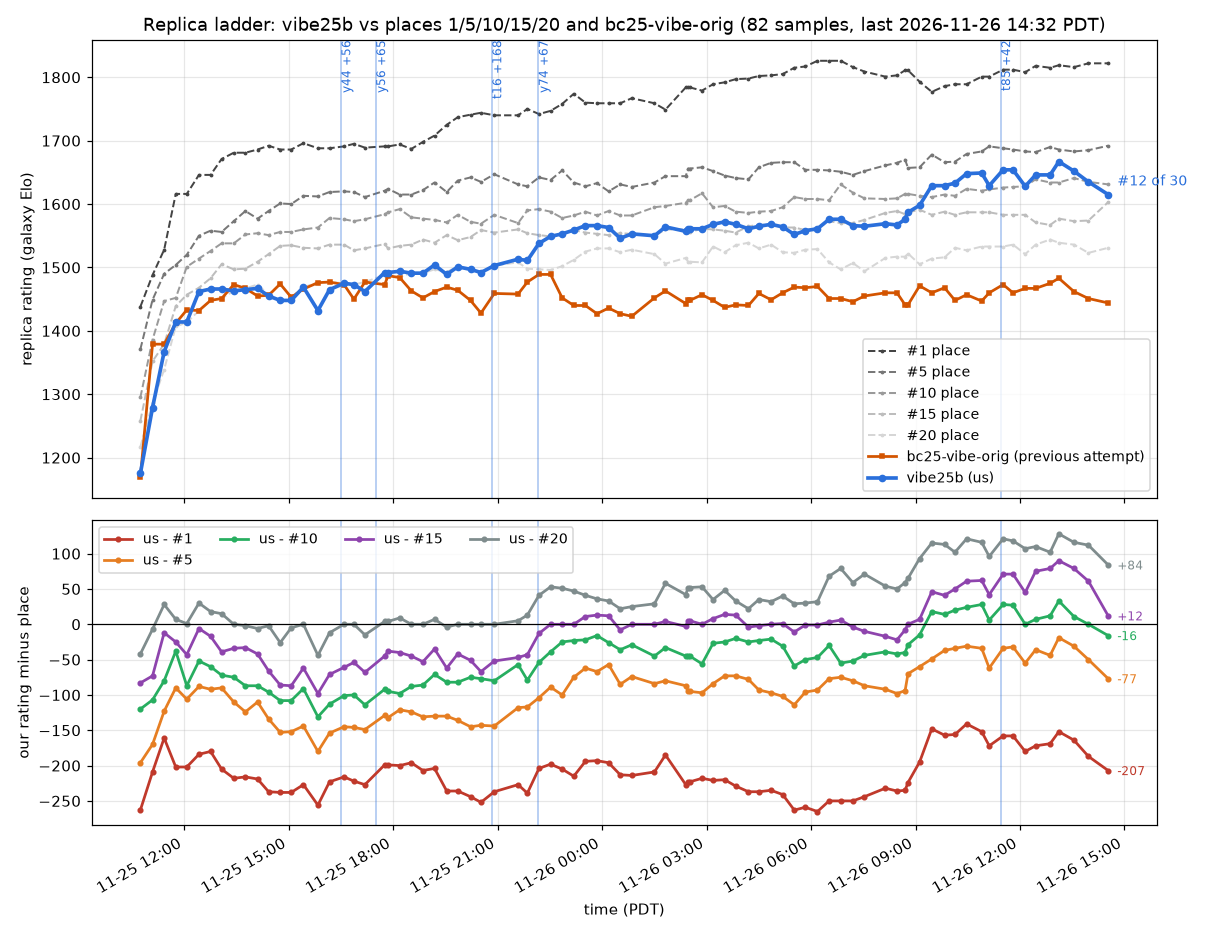 Replica ladder: vibe25b vs places 1/5/10/15/20 and bc25-vibe-orig (82 samples, last 2026-11-26 14:32 PDT)
replica rating (galaxy Elo)
1800
1700
1600
1500
1400
1300
1200
y44 +56
y56 +65
t16 +168
y74 +67
t85 +42
#12 of 30
#1 place
#5 place
#10 place
#15 place
#20 place
bc25-vibe-orig (previous attempt)
vibe25b (us)
our rating minus place
100
50
0
−50
−100
−150
−200
−250
us - #1
us - #5
us - #10
us - #15
us - #20
+84
+12
-16
-77
-207
11-25 12:00
11-25 15:00
11-25 18:00
11-25 21:00
11-26 00:00
11-26 03:00
11-26 06:00
11-26 09:00
11-26 12:00
11-26 15:00
time (PDT)